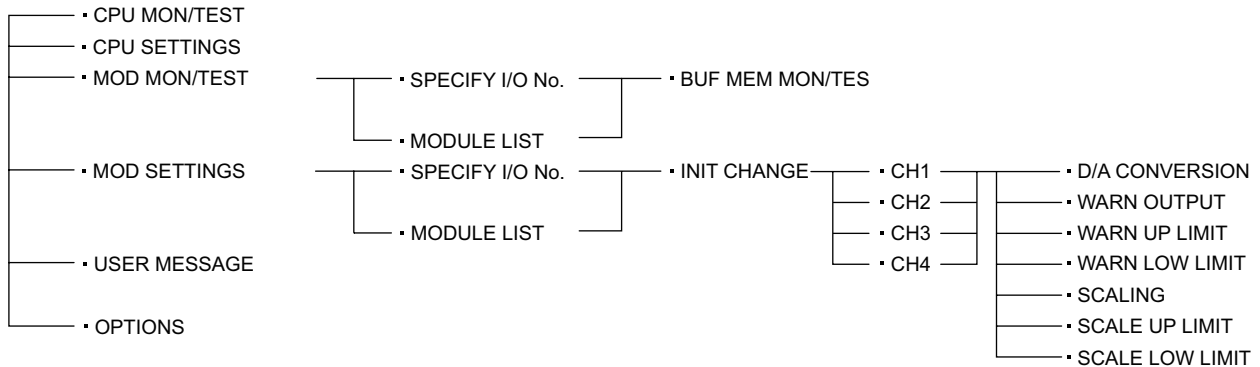 ▪ CPU MON/TEST
▪ CPU SETTINGS
▪ MOD MON/TEST ▪ SPECIFY I/O No. ▪ BUF MEM MON/TES
▪ MODULE LIST
▪ MOD SETTINGS ▪ SPECIFY I/O No. ▪ INIT CHANGE ▪ CH1 ▪ D/A CONVERSION
▪ CH2 ▪ WARN OUTPUT
▪ MODULE LIST ▪ CH3 ▪ WARN UP LIMIT
▪ USER MESSAGE ▪ CH4 ▪ WARN LOW LIMIT
▪ SCALING
▪ OPTIONS ▪ SCALE UP LIMIT
▪ SCALE LOW LIMIT